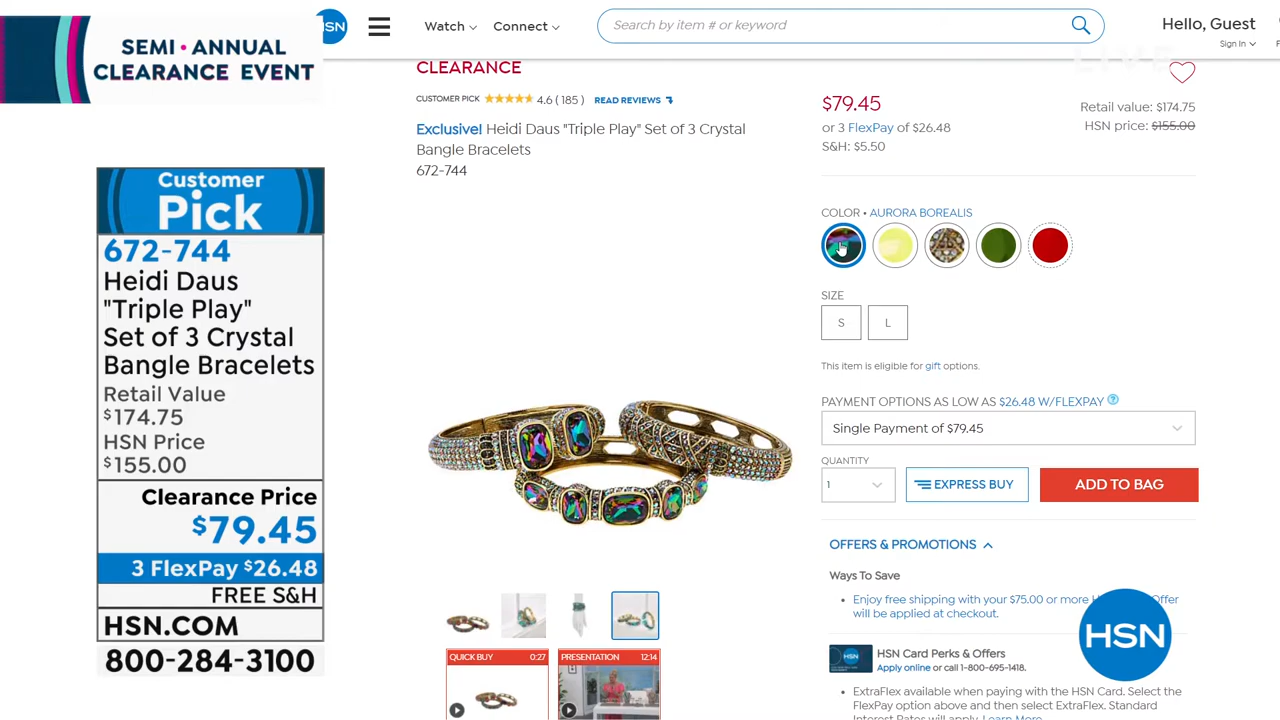 SEMI • ANNUAL
CLEARANCE EVENT
Customer
Pick
672-744
Heidi Daus
"Triple Play"
Set of 3 Crystal
Bangle Bracelets
Retail Value
$174.75
HSN Price
$155.00
Clearance Price
$79.45
3 FlexPay $26.48
FREE S&H
HSN.COM
800-284-3100
Watch
Connect
Search by item # or keyword
Hello, Guest
Sign In
LIVE
CLEARANCE
CUSTOMER PICK 4.6 (185) READ REVIEWS
Exclusive! Heidi Daus "Triple Play" Set of 3 Crystal
Bangle Bracelets
672-744
QUICK BUY 0:27
PRESENTATION 12:14
$79.45
or 3 FlexPay of $26.48
S&H: $5.50
Retail value: $174.75
HSN price: $155.00
COLOR • AURORA BOREALIS
SIZE
S
L
This item is eligible for gift options.
PAYMENT OPTIONS AS LOW AS $26.48 W/FLEXPAY ?
Single Payment of $79.45
QUANTITY
1
EXPRESS BUY
ADD TO BAG
OFFERS & PROMOTIONS
Ways To Save
• Enjoy free shipping with your $75.00 or more
will be applied at checkout.
HSN
HSN
HSN Card Perks & Offers
Apply online or call 1-800-695-1418.
• ExtraFlex available when paying with the HSN Card. Select the
FlexPay option above and then select ExtraFlex. Standard
Interest Rates will apply. Learn More